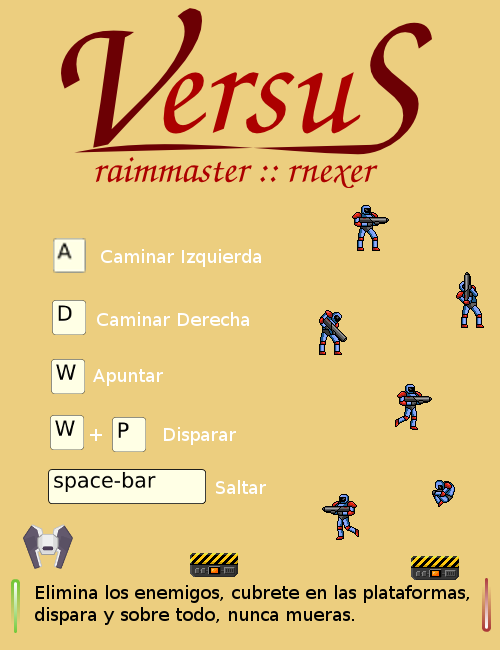 VersuS
raimmaster :: rnexer
A Caminar Izquierda
D Caminar Derecha
W Apuntar
W + P Disparar
space-bar Saltar
Elimina los enemigos, cubrete en las plataformas,
dispara y sobre todo, nunca mueras.